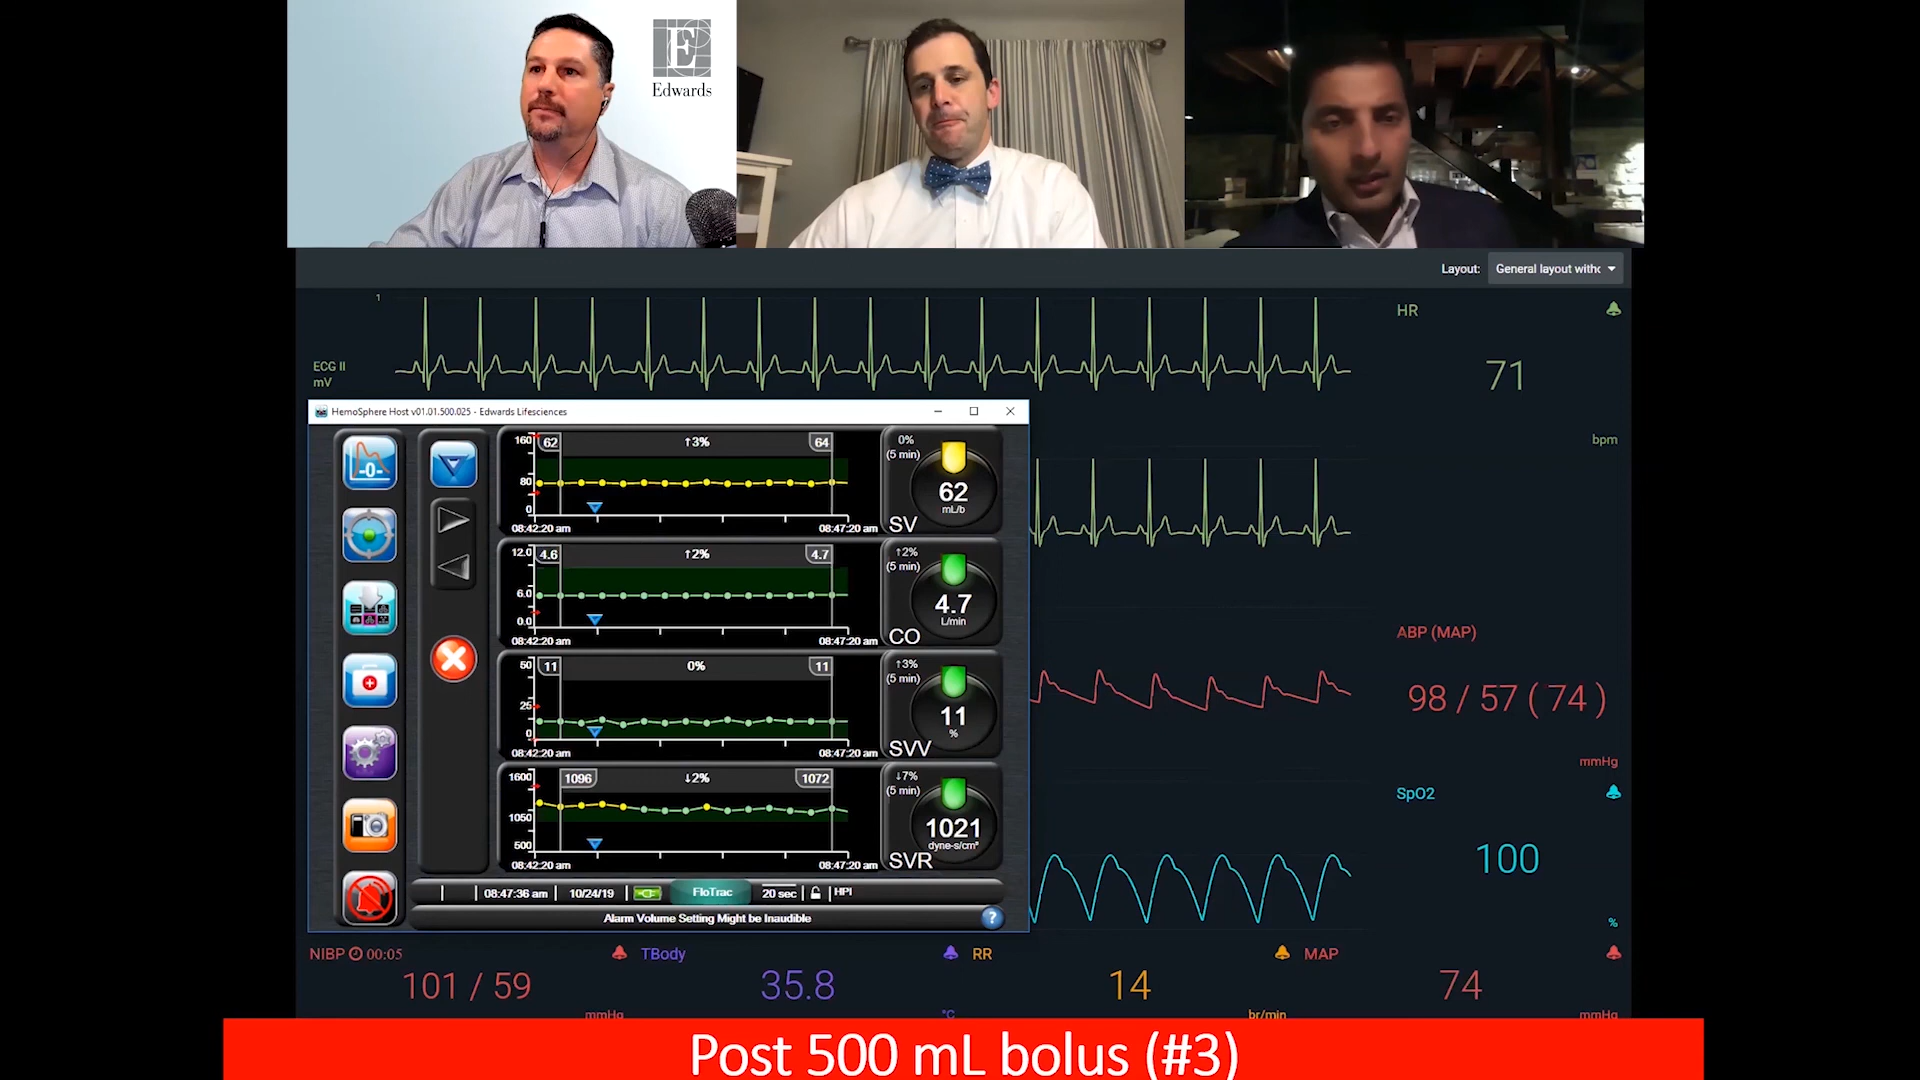 E
Edwards
Layout: General layout withc
1
ECG II
mV
HR
71
bpm
HemoSphere Host v01.01.500.025 - Edwards Lifesciences
-0-
160 62 ↑3% 64
80
0
08:42:20 am 08:47:20 am
0%
(5 min)
62
mL/b
SV
12.0 4.6 ↑2% 4.7
6.0
0.0
08:42:20 am 08:47:20 am
↑2%
(5 min)
4.7
L/min
CO
50 11 0% 11
25
0
08:42:20 am 08:47:20 am
↑3%
(5 min)
11
%
SVV
1600 1096 ↓2% 1072
1050
500
08:42:20 am 08:47:20 am
↓7%
(5 min)
1021
dyne-s/cm⁵
SVR
08:47:36 am 10/24/19 FloTrac 20 sec HPI
Alarm Volume Setting Might be Inaudible
?
ABP (MAP)
98 / 57 ( 74 )
mmHg
SpO2
100
%
NIBP 00:05
101 / 59
mmHg
TBody
35.8
°C
RR
14
br/min
MAP
74
mmHg
Post 500 mL bolus (#3)